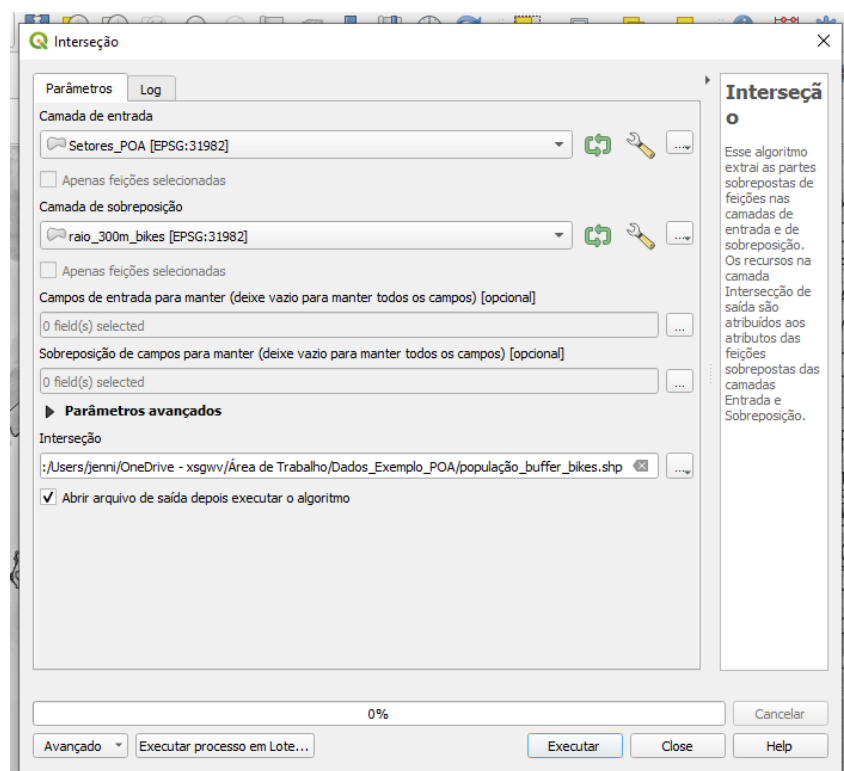 Interseção
Parâmetros
Log
Camada de entrada
Setores_POA [EPSG:31982]
...
Apenas feições selecionadas
Camada de sobreposição
raio_300m_bikes [EPSG:31982]
...
Apenas feições selecionadas
Campos de entrada para manter (deixe vazio para manter todos os campos) [opcional]
0 field(s) selected
...
Sobreposição de campos para manter (deixe vazio para manter todos os campos) [opcional]
0 field(s) selected
...
Parâmetros avançados
Interseção
:/Users/jenni/OneDrive - xsgwv/Área de Trabalho/Dados_Exemplo_POA/população_buffer_bikes.shp
...
Abrir arquivo de saída depois executar o algoritmo
Interseçã
o
Esse algoritmo
extrai as partes
sobrepostas de
feições nas
camadas de
entrada e de
sobreposição.
Os recursos na
camada
Intersecção de
saída são
atribuídos aos
atributos das
feições
sobrepostas das
camadas
Entrada e
Sobreposição.
0%
Cancelar
Avançado
Executar processo em Lote...
Executar
Close
Help